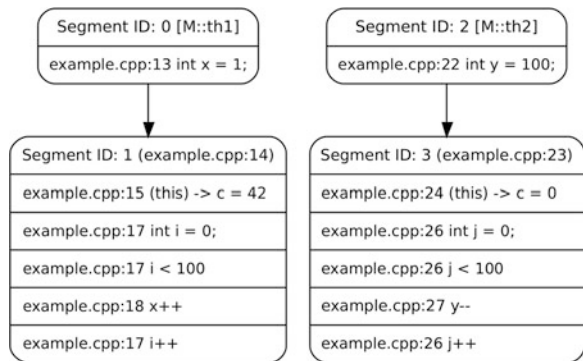 Segment ID: 0 [M::th1]
example.cpp:13 int x = 1;
Segment ID: 1 (example.cpp:14)
example.cpp:15 (this) -> c = 42
example.cpp:17 int i = 0;
example.cpp:17 i < 100
example.cpp:18 x++
example.cpp:17 i++
Segment ID: 2 [M::th2]
example.cpp:22 int y = 100;
Segment ID: 3 (example.cpp:23)
example.cpp:24 (this) -> c = 0
example.cpp:26 int j = 0;
example.cpp:26 j < 100
example.cpp:27 y--
example.cpp:26 j++